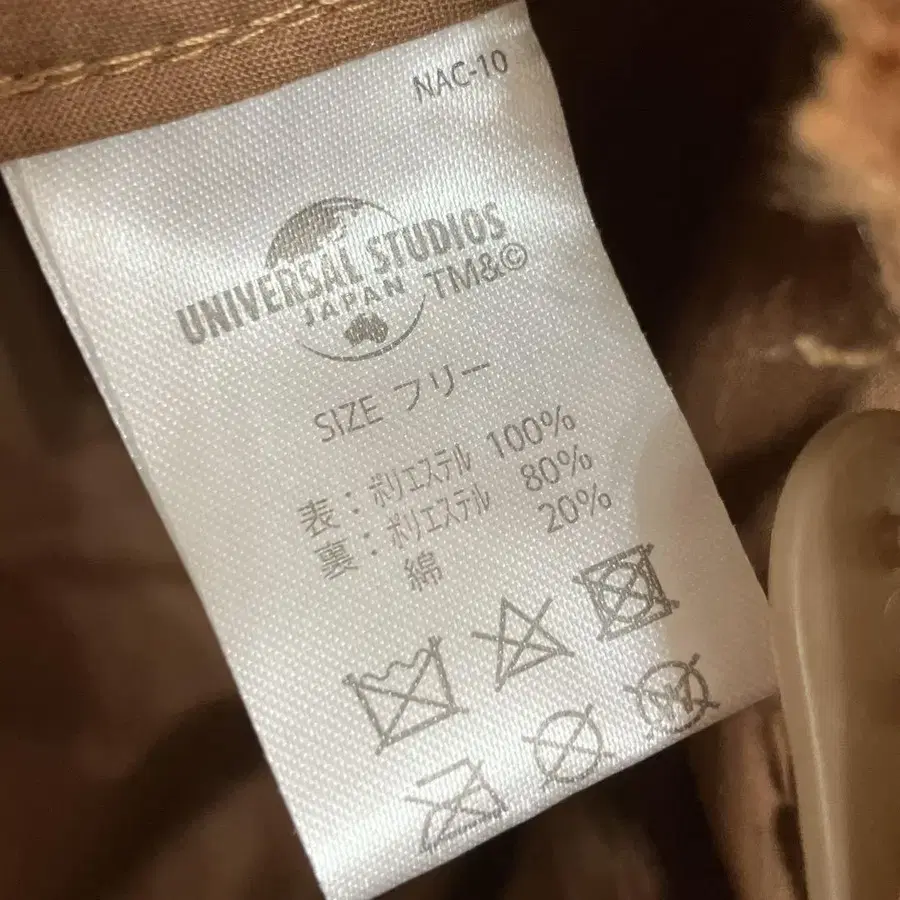 NAC-10
UNIVERSAL STUDIOS
JAPAN TM&©
SIZE フリー
表：ポリエステル 100%
裏：ポリエステル 80%
綿 20%
W